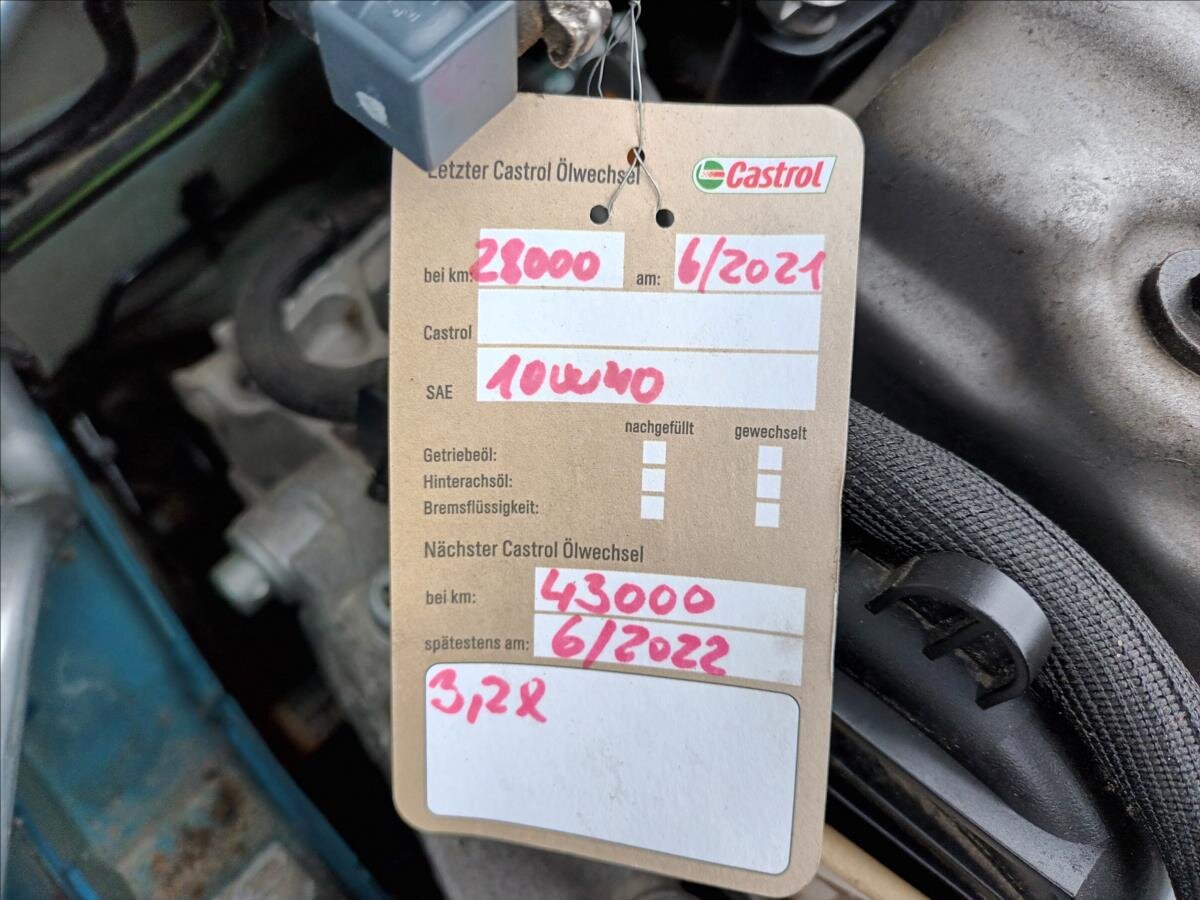 Letzter Castrol Ölwechsel
Castrol
bei km: 28000 am: 6/2021
Castrol
SAE 10W40
nachgefüllt gewechselt
Getriebeöl:
Hinterachsöl:
Bremsflüssigkeit:
Nächster Castrol Ölwechsel
bei km: 43000
spätestens am: 6/2022
3,2l